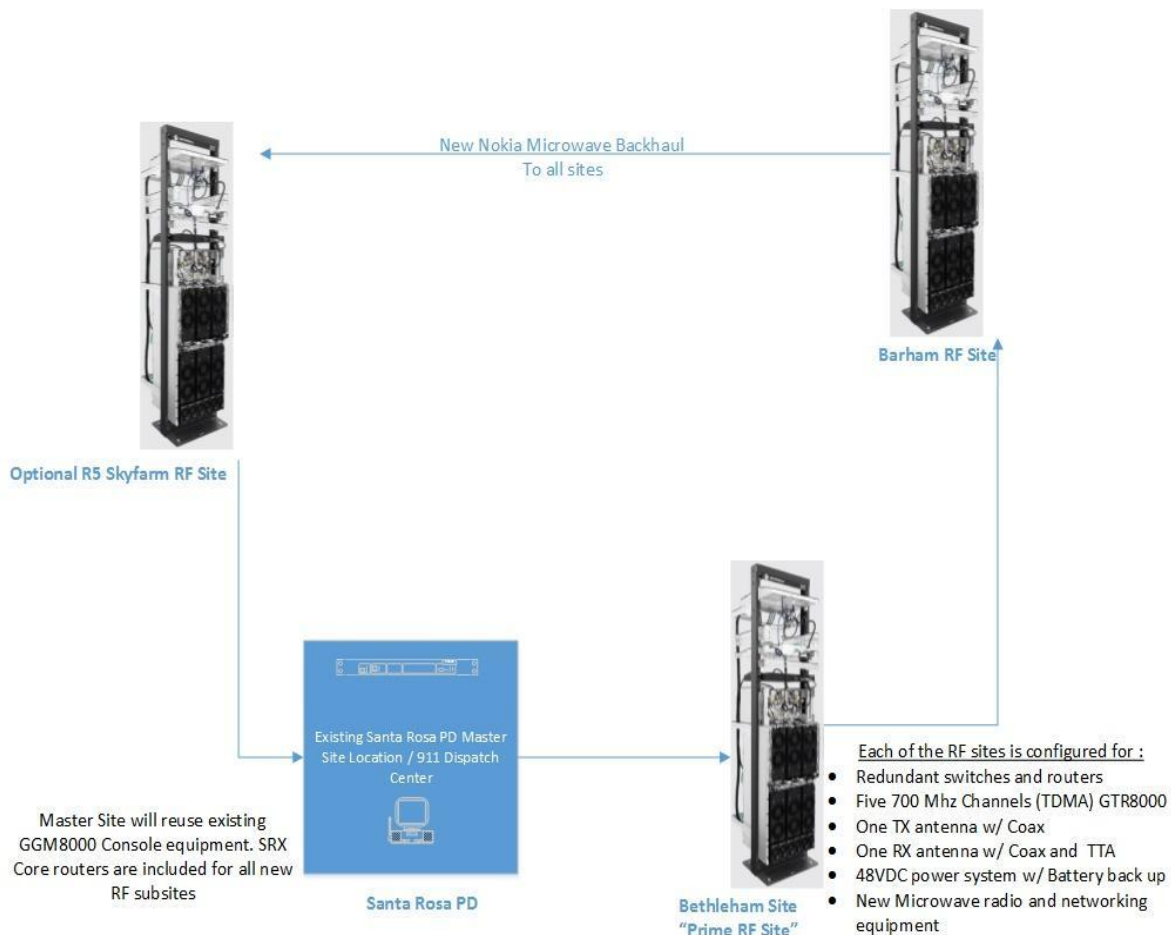 New Nokia Microwave Backhaul
To all sites
Barham RF Site
Optional R5 Skyfarm RF Site
Existing Santa Rosa PD Master
Site Location / 911 Dispatch
Center
Master Site will reuse existing
GGM8000 Console equipment. SRX
Core routers are included for all new
RF subsites
Santa Rosa PD
Bethleham Site
“Prime RF Site”
Each of the RF sites is configured for :
• Redundant switches and routers
• Five 700 Mhz Channels (TDMA) GTR8000
• One TX antenna w/ Coax
• One RX antenna w/ Coax and TTA
• 48VDC power system w/ Battery back up
• New Microwave radio and networking
equipment